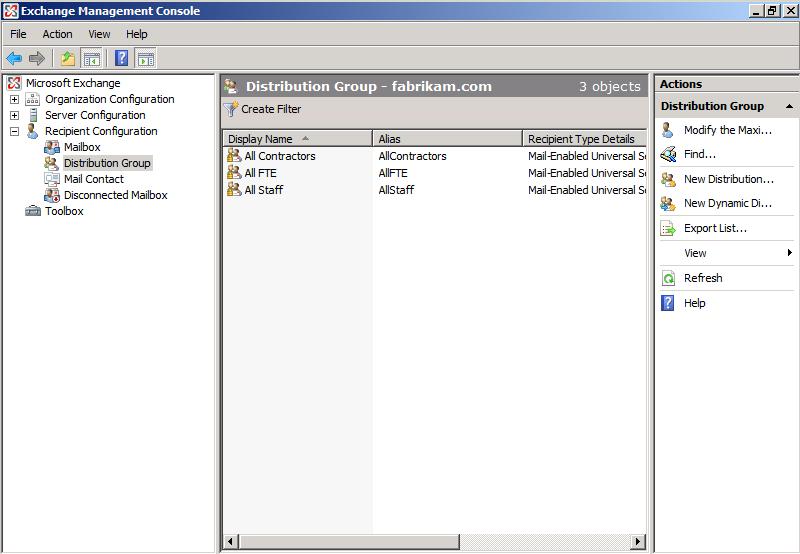 Exchange Management Console
File Action View Help
Microsoft Exchange
Organization Configuration
Server Configuration
Recipient Configuration
Mailbox
Distribution Group
Mail Contact
Disconnected Mailbox
Toolbox
Distribution Group - fabrikam.com 3 objects
Create Filter
Display Name Alias Recipient Type Details
All Contractors AllContractors Mail-Enabled Universal S
All FTE AllFTE Mail-Enabled Universal S
All Staff AllStaff Mail-Enabled Universal S
Actions
Distribution Group
Modify the Maxi...
Find...
New Distribution...
New Dynamic Di...
Export List...
View
Refresh
Help